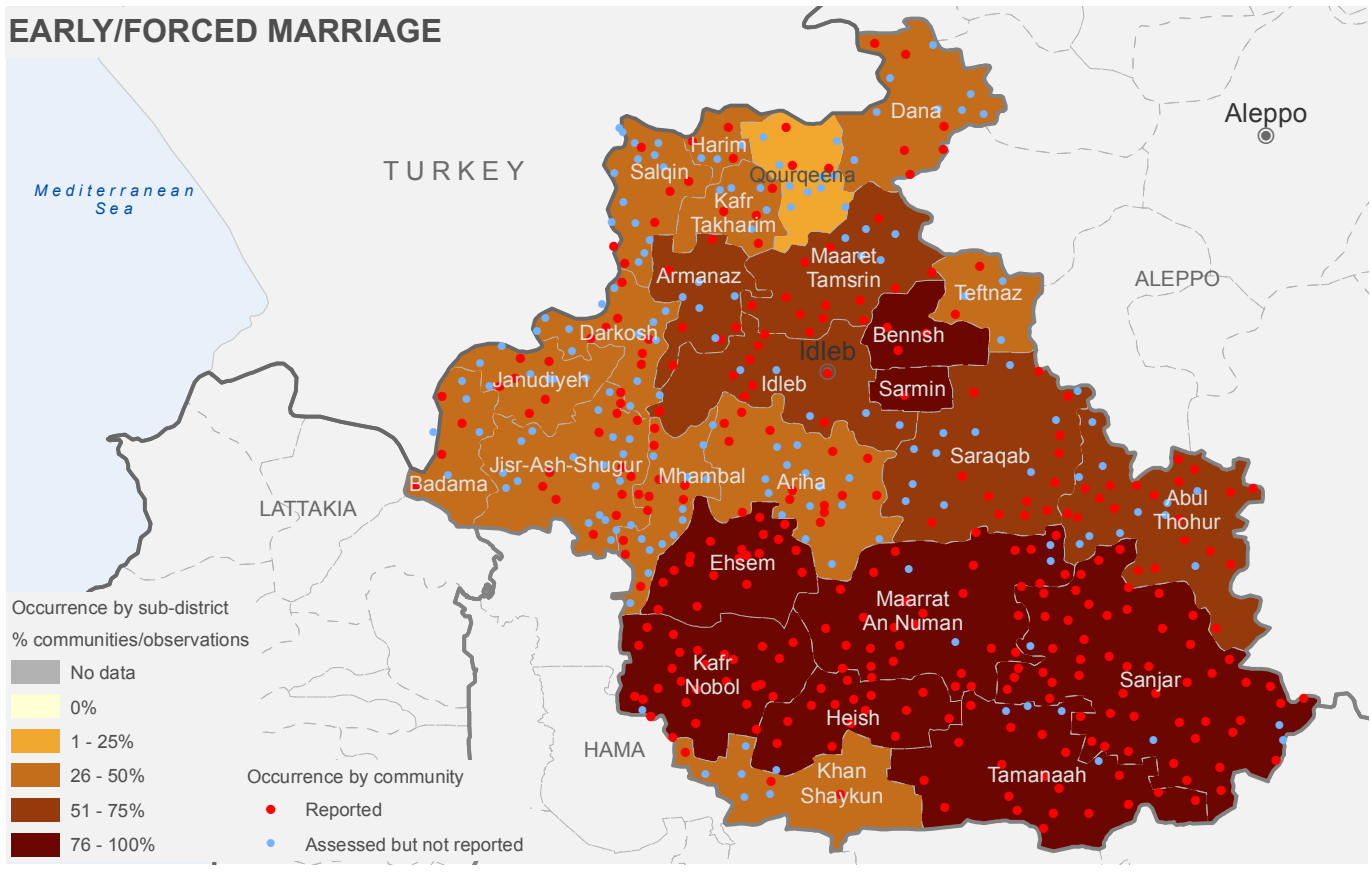 EARLY/FORCED MARRIAGE
Aleppo
Dana
TURKEY
Harim
Salqin
Qourqeena
Mediterranean
Sea
Kafr
Takharim
Maaret
Tamsrin
Armanaz
ALEPPO
Teftnaz
Darkosh
Bennsh
Idleb
Janudiyeh
Idleb
Sarmin
Saraqab
Jisr-Ash-Shugur
Mhambal
Ariha
Badama
Abul
Thohur
LATTAKIA
Ehsem
Maarrat
An Numan
Kafr
Nobol
Sanjar
Heish
HAMA
Khan
Shaykun
Tamanaah
Occurrence by sub-district
% communities/observations
No data
0%
1 - 25%
26 - 50%
51 - 75%
76 - 100%
Occurrence by community
Reported
Assessed but not reported